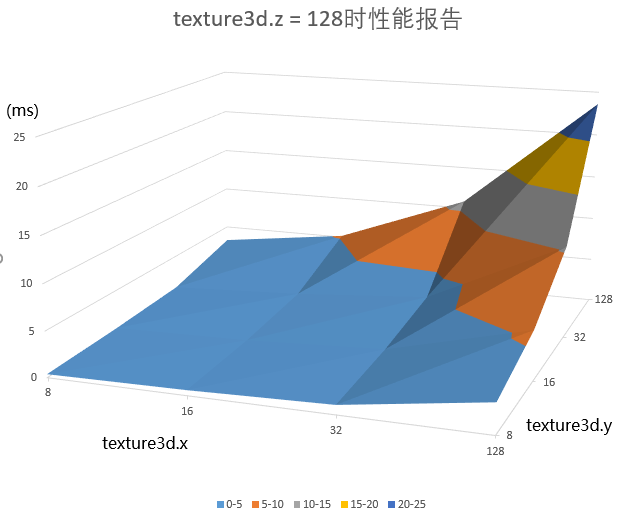 texture3d.z = 128时性能报告
(ms)
25
20
15
10
5
0
8
16
32
128
8
16
32
128
texture3d.x
texture3d.y
0-5 5-10 10-15 15-20 20-25